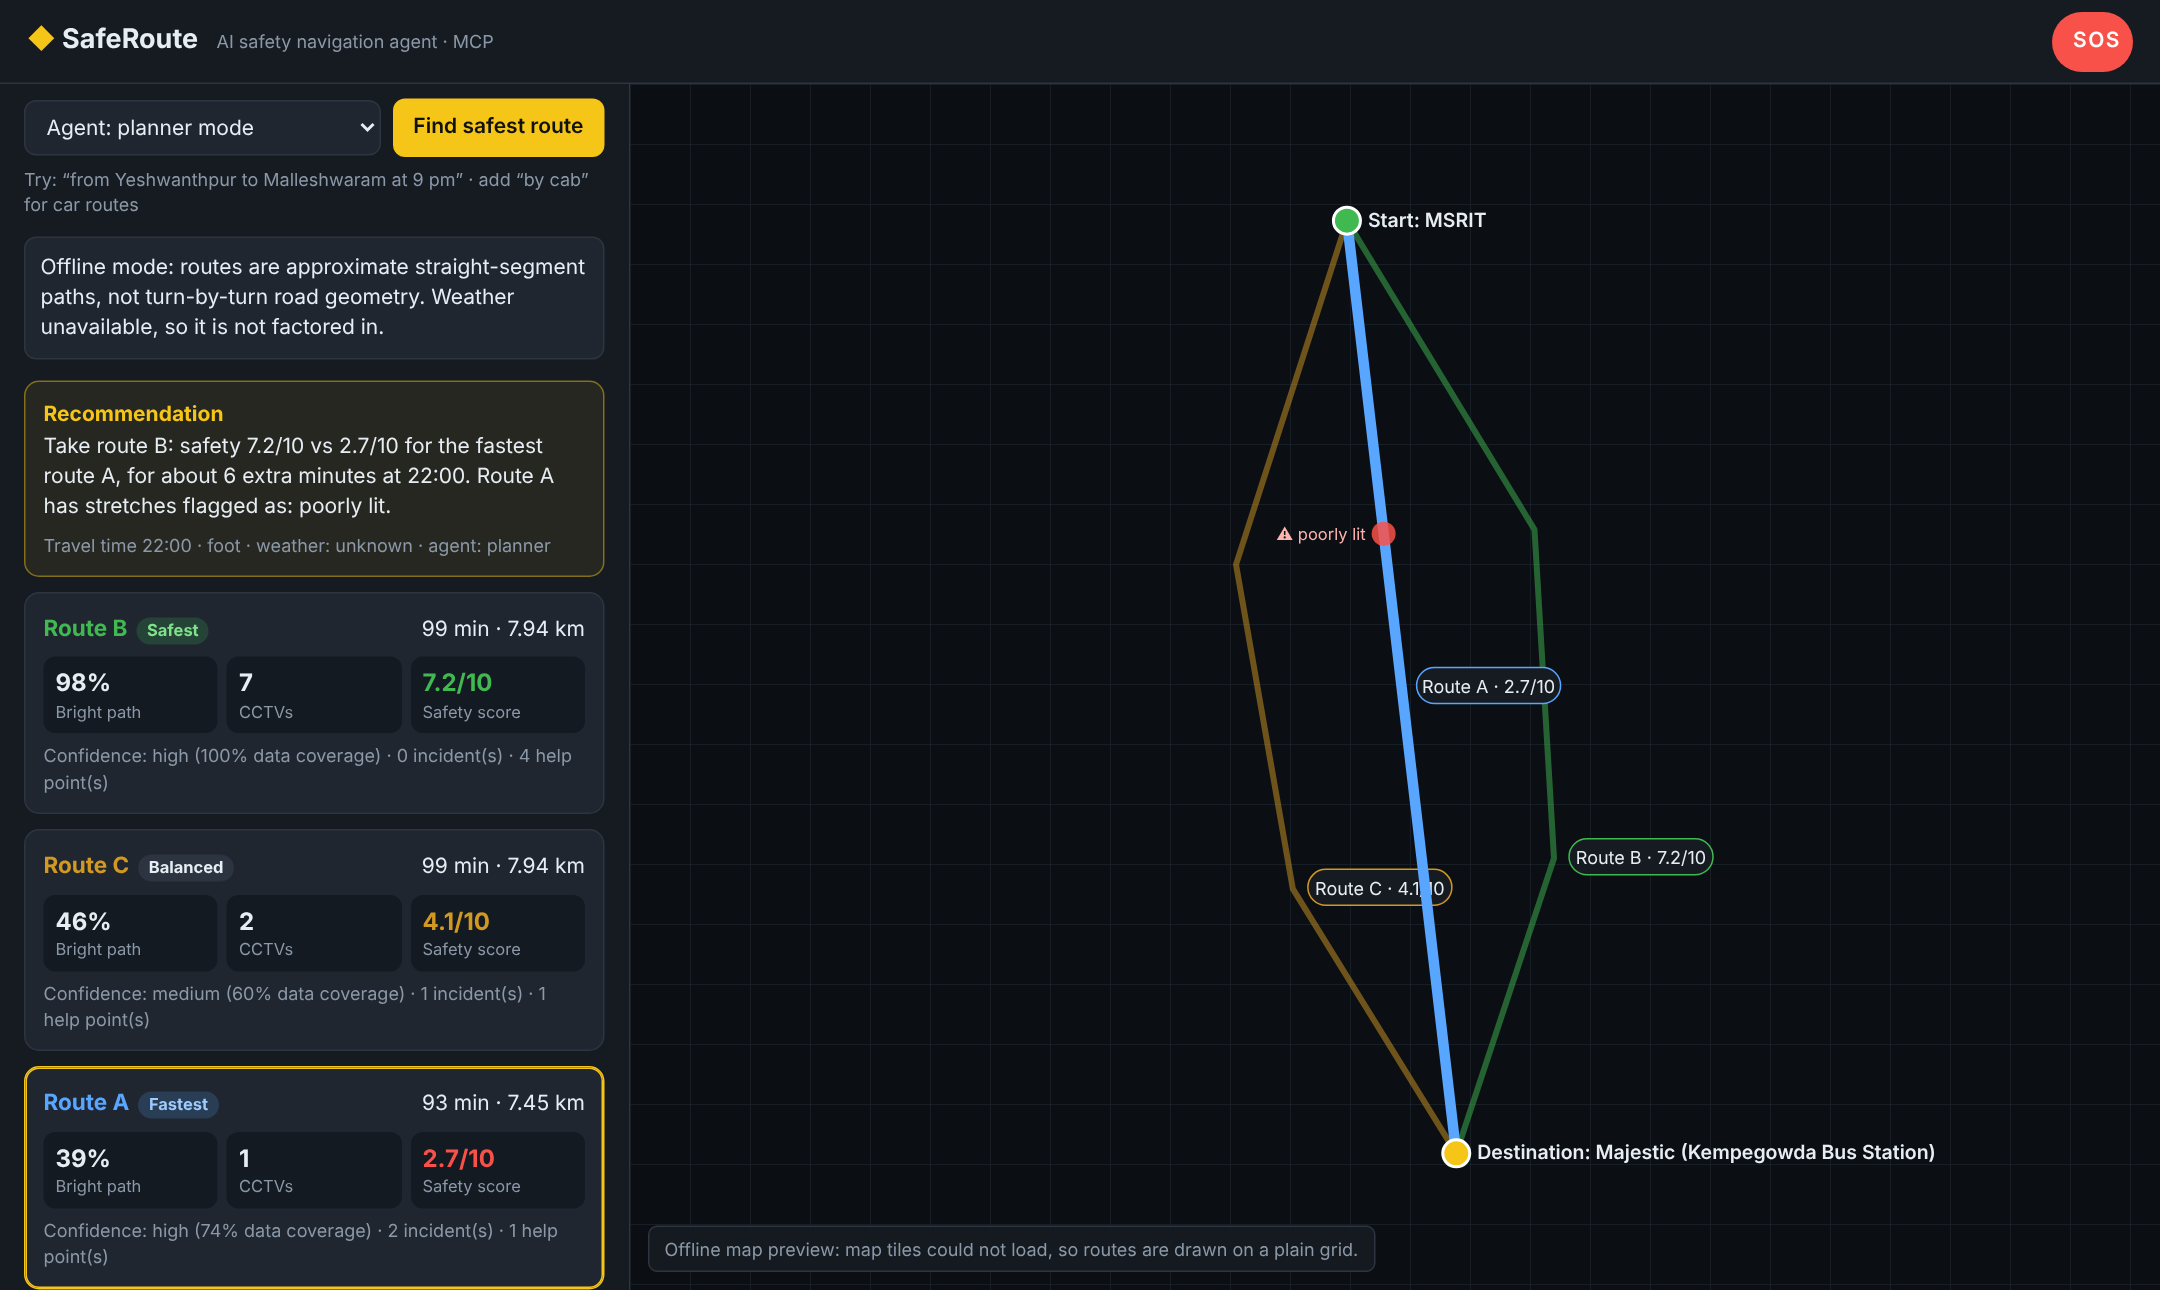 SafeRoute AI safety navigation agent · MCP
SOS
Agent: planner mode
Find safest route
Try: “from Yeshwanthpur to Malleshwaram at 9 pm” · add “by cab”
for car routes
Offline mode: routes are approximate straight-segment
paths, not turn-by-turn road geometry. Weather
unavailable, so it is not factored in.
Recommendation
Take route B: safety 7.2/10 vs 2.7/10 for the fastest
route A, for about 6 extra minutes at 22:00. Route A
has stretches flagged as: poorly lit.
Travel time 22:00 · foot · weather: unknown · agent: planner
Route B Safest 99 min · 7.94 km
98% 7 7.2/10
Bright path CCTVs Safety score
Confidence: high (100% data coverage) · 0 incident(s) · 4 help
point(s)
Route C Balanced 99 min · 7.94 km
46% 2 4.1/10
Bright path CCTVs Safety score
Confidence: medium (60% data coverage) · 1 incident(s) · 1
help point(s)
Route A Fastest 93 min · 7.45 km
39% 1 2.7/10
Bright path CCTVs Safety score
Confidence: high (74% data coverage) · 2 incident(s) · 1 help
point(s)
Start: MSRIT
⚠ poorly lit
Route A · 2.7/10
Route B · 7.2/10
Route C · 4.1/10
Destination: Majestic (Kempegowda Bus Station)
Offline map preview: map tiles could not load, so routes are drawn on a plain grid.